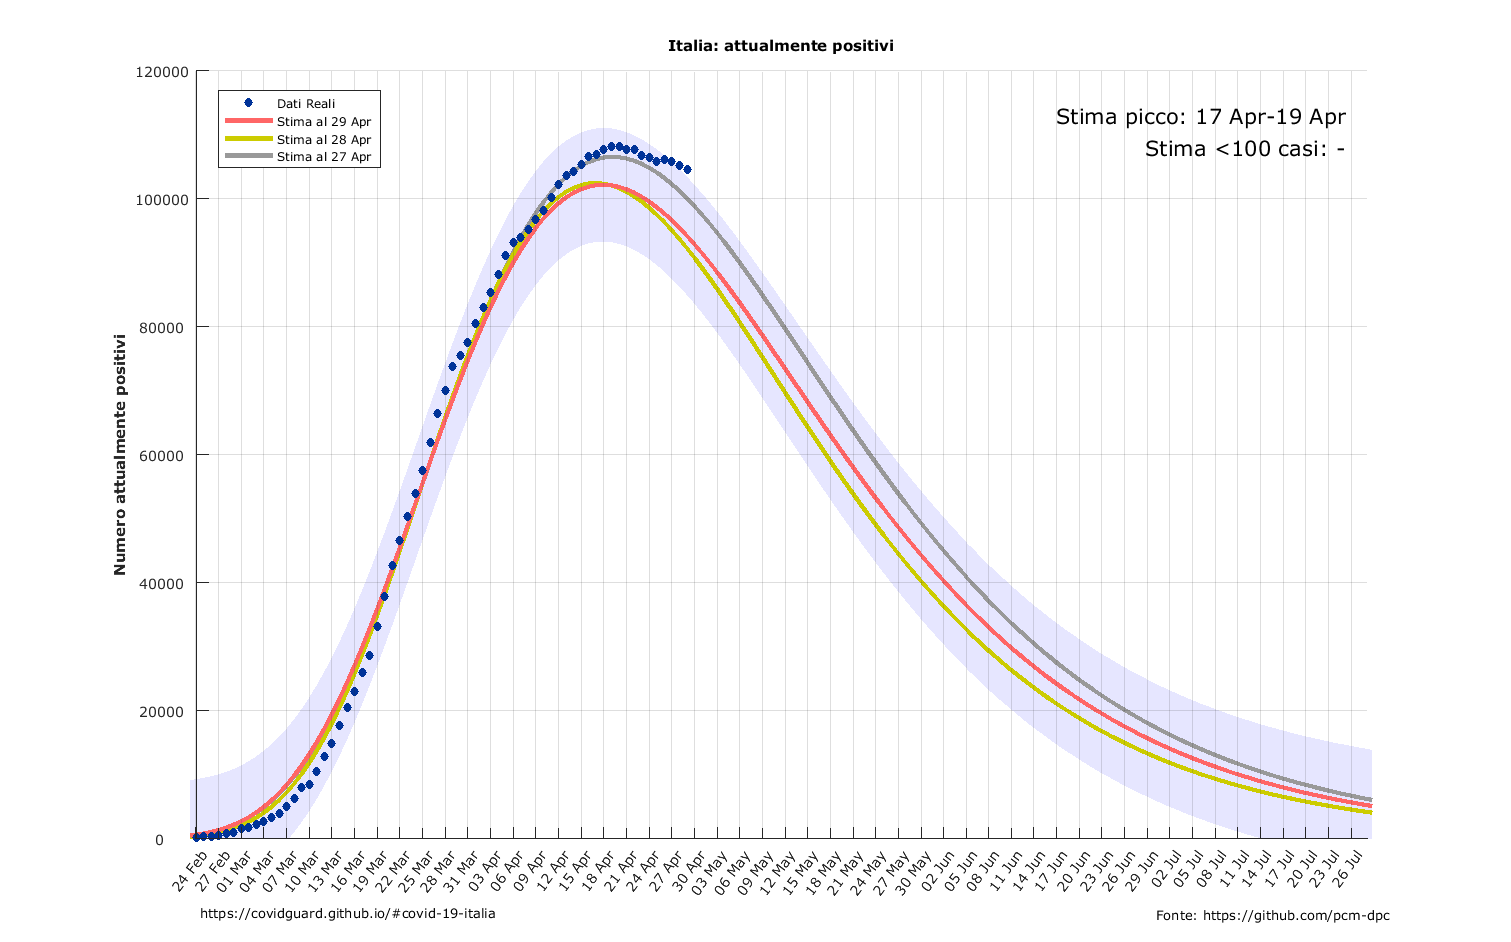 Italia: attualmente positivi
120000
100000
80000
60000
40000
20000
0
Numero attualmente positivi
Dati Reali
Stima al 29 Apr
Stima al 28 Apr
Stima al 27 Apr
Stima picco: 17 Apr-19 Apr
Stima <100 casi: -
24 Feb
27 Feb
01 Mar
04 Mar
07 Mar
10 Mar
13 Mar
16 Mar
19 Mar
22 Mar
25 Mar
28 Mar
31 Mar
03 Apr
06 Apr
09 Apr
12 Apr
15 Apr
18 Apr
21 Apr
24 Apr
27 Apr
30 Apr
03 May
06 May
09 May
12 May
15 May
18 May
21 May
24 May
27 May
30 May
02 Jun
05 Jun
08 Jun
11 Jun
14 Jun
17 Jun
20 Jun
23 Jun
26 Jun
29 Jun
02 Jul
05 Jul
08 Jul
11 Jul
14 Jul
17 Jul
20 Jul
23 Jul
26 Jul
https://covidguard.github.io/#covid-19-italia
Fonte: https://github.com/pcm-dpc